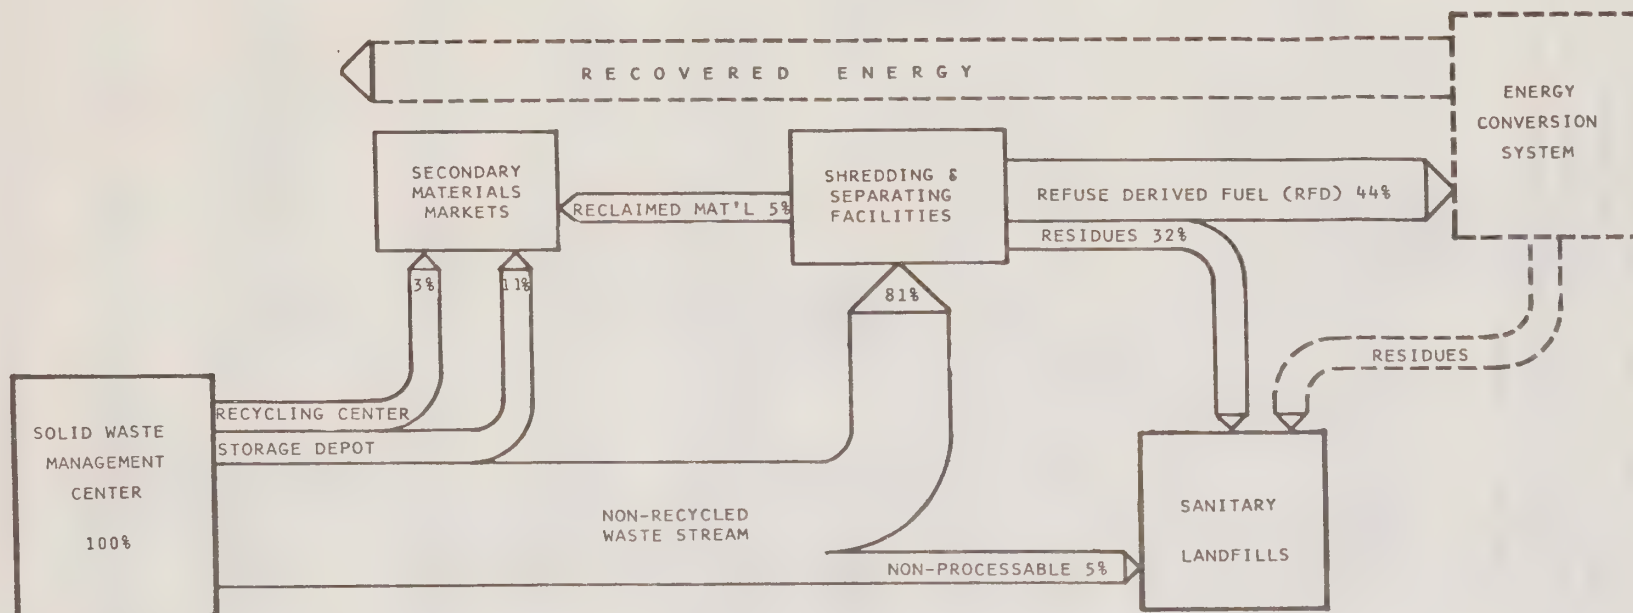 RECOVERED ENERGY
ENERGY
CONVERSION
SYSTEM
SECONDARY
MATERIALS
MARKETS
RECLAIMED MAT'L 5%
SHREDDING &
SEPARATING
FACILITIES
REFUSE DERIVED FUEL (RFD) 44%
RESIDUES 32%
3%
11%
81%
RESIDUES
RECYCLING CENTER
STORAGE DEPOT
SOLID WASTE
MANAGEMENT
CENTER
100%
NON-RECYCLED
WASTE STREAM
NON-PROCESSABLE 5%
SANITARY
LANDFILLS